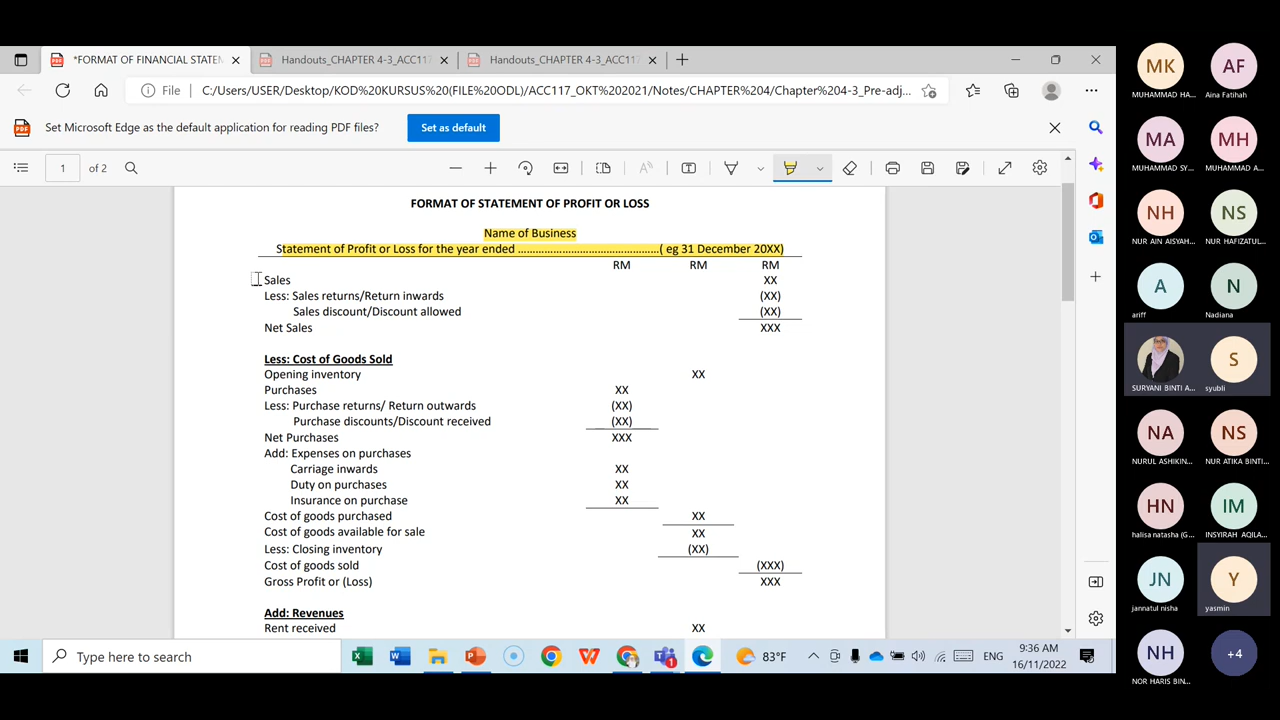 *FORMAT OF FINANCIAL STATEN
Handouts_CHAPTER 4-3_ACC117
Handouts_CHAPTER 4-3_ACC117
File
C:/Users/USER/Desktop/KOD%20KURSUS%20(FILE%20ODL)/ACC117_OKT%202021/Notes/CHAPTER%204/Chapter%204-3_Pre-adj...
Set Microsoft Edge as the default application for reading PDF files?
Set as default
1 of 2
FORMAT OF STATEMENT OF PROFIT OR LOSS
Name of Business
Statement of Profit or Loss for the year ended ………………………………………( eg 31 December 20XX)
RM RM RM
Sales XX
Less: Sales returns/Return inwards (XX)
Sales discount/Discount allowed (XX)
Net Sales XXX
Less: Cost of Goods Sold
Opening inventory XX
Purchases XX
Less: Purchase returns/ Return outwards (XX)
Purchase discounts/Discount received (XX)
Net Purchases XXX
Add: Expenses on purchases
Carriage inwards XX
Duty on purchases XX
Insurance on purchase XX
Cost of goods purchased XX
Cost of goods available for sale XX
Less: Closing inventory (XX)
Cost of goods sold (XXX)
Gross Profit or (Loss) XXX
Add: Revenues
Rent received XX
Type here to search
83°F
ENG
9:36 AM
16/11/2022
MK
MUHAMMAD HA...
AF
Aina Fatihah
MA
MUHAMMAD SY...
MH
MUHAMMAD A...
NH
NUR AIN AISYAH...
NS
NUR HAFIZATUL...
A
ariff
N
Nadiana
SURYANI BINTI A...
S
syubli
NA
NURUL ASHIKIN...
NS
NUR ATIKA BINTI...
HN
halisa natasha (G...
IM
INSYIRAH AQILA...
JN
jannatul nisha
Y
yasmin
NH
NOR HARIS BIN...
+4